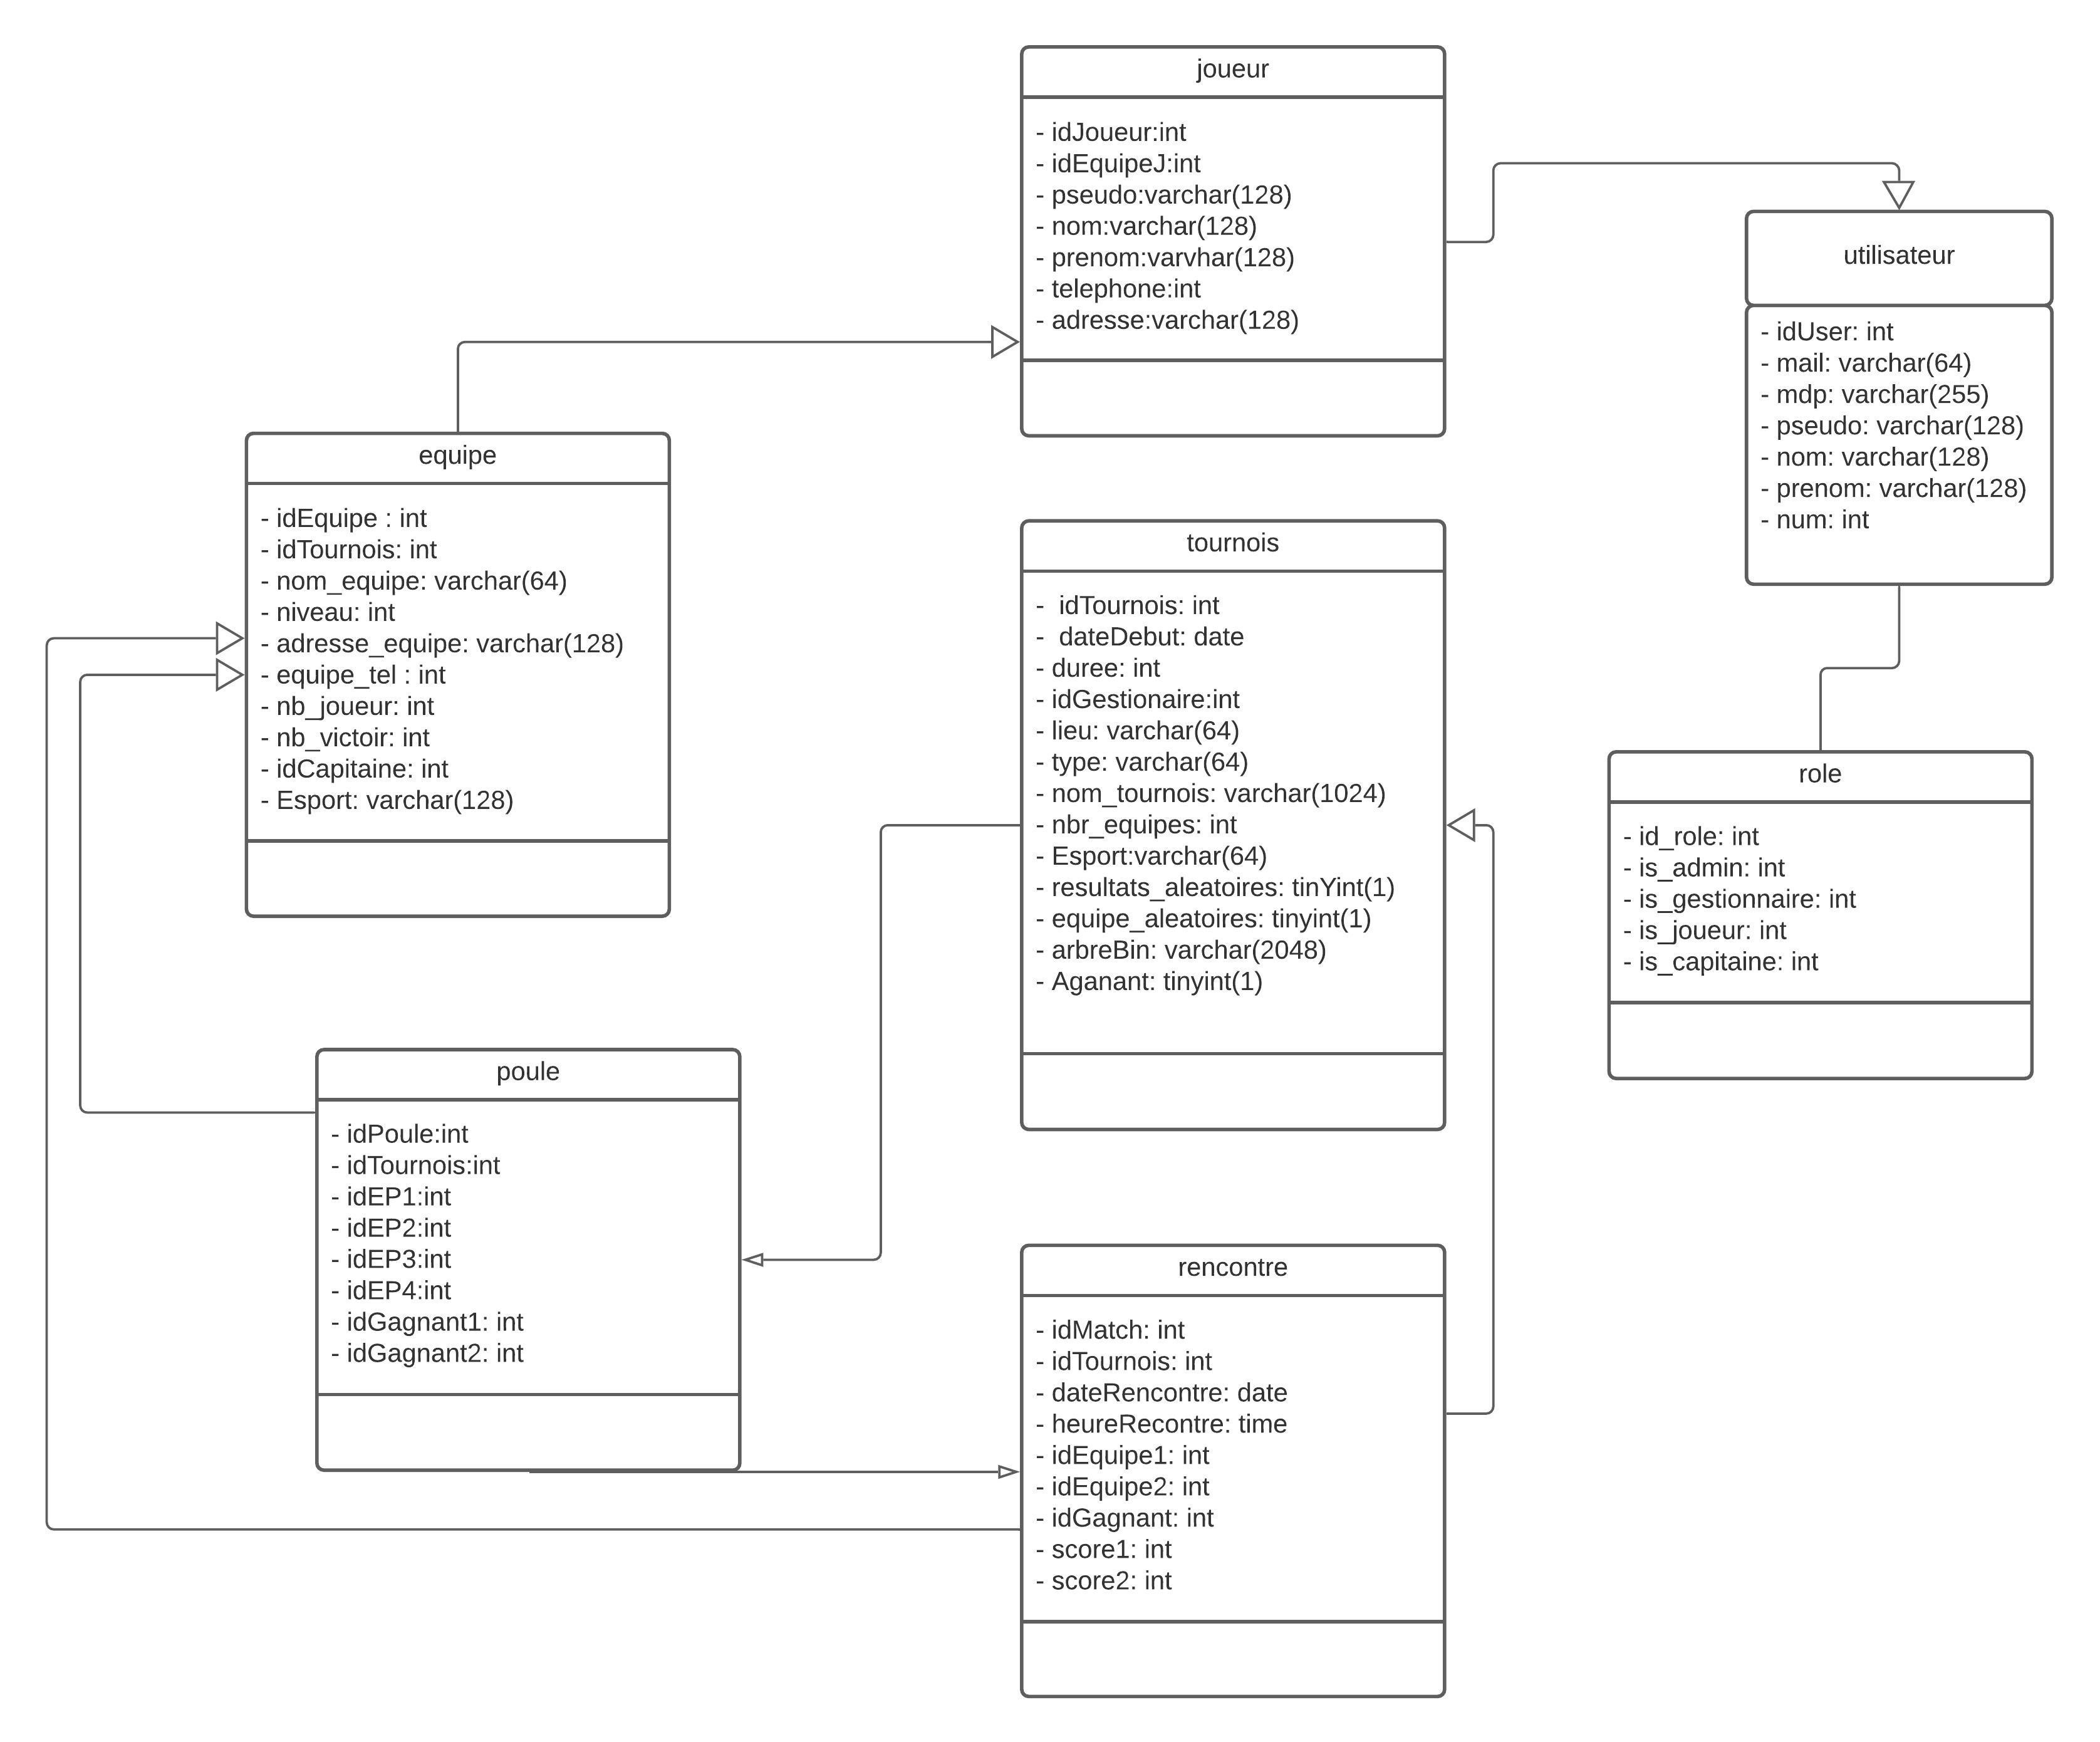 joueur
- idJoueur:int
- idEquipeJ:int
- pseudo:varchar(128)
- nom:varchar(128)
- prenom:varvhar(128)
- telephone:int
- adresse:varchar(128)
utilisateur
- idUser: int
- mail: varchar(64)
- mdp: varchar(255)
- pseudo: varchar(128)
- nom: varchar(128)
- prenom: varchar(128)
- num: int
equipe
- idEquipe : int
- idTournois: int
- nom_equipe: varchar(64)
- niveau: int
- adresse_equipe: varchar(128)
- equipe_tel : int
- nb_joueur: int
- nb_victoir: int
- idCapitaine: int
- Esport: varchar(128)
tournois
- idTournois: int
- dateDebut: date
- duree: int
- idGestionaire:int
- lieu: varchar(64)
- type: varchar(64)
- nom_tournois: varchar(1024)
- nbr_equipes: int
- Esport:varchar(64)
- resultats_aleatoires: tinYint(1)
- equipe_aleatoires: tinyint(1)
- arbreBin: varchar(2048)
- Aganant: tinyint(1)
role
- id_role: int
- is_admin: int
- is_gestionnaire: int
- is_joueur: int
- is_capitaine: int
poule
- idPoule:int
- idTournois:int
- idEP1:int
- idEP2:int
- idEP3:int
- idEP4:int
- idGagnant1: int
- idGagnant2: int
rencontre
- idMatch: int
- idTournois: int
- dateRencontre: date
- heureRecontre: time
- idEquipe1: int
- idEquipe2: int
- idGagnant: int
- score1: int
- score2: int